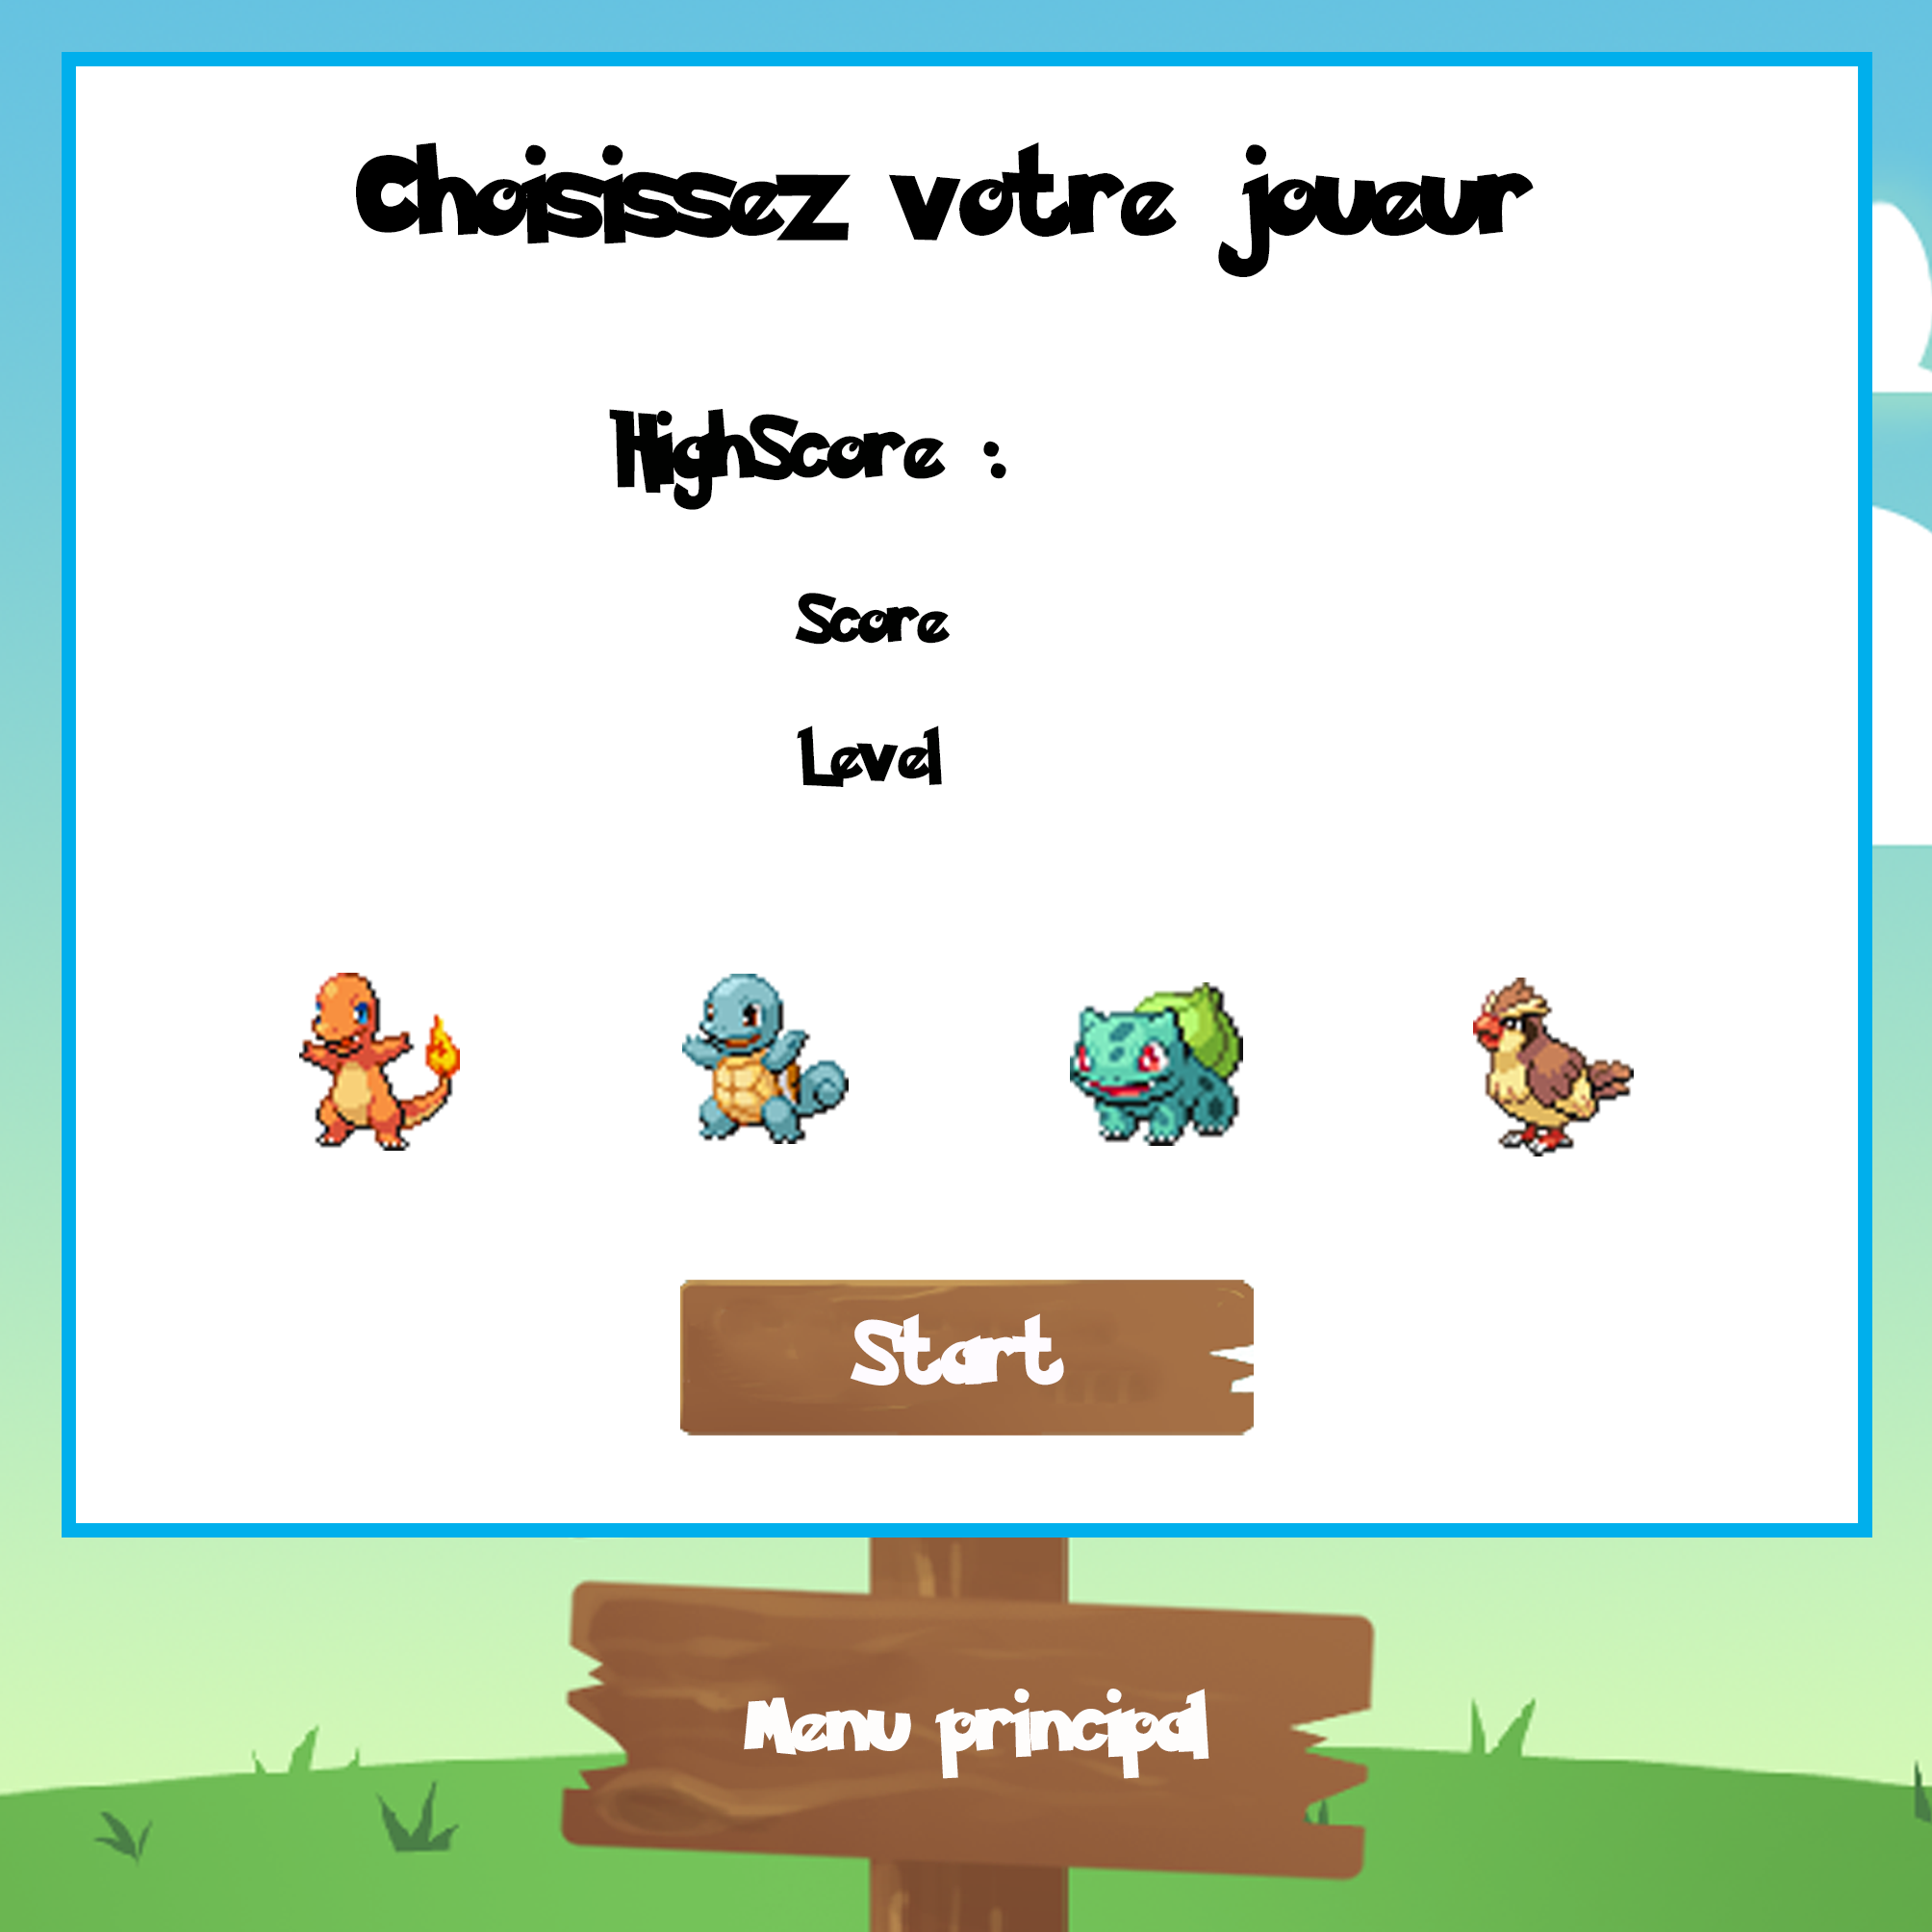 Choisissez votre joueur
HighScore :
Score
Level
Start
Menu principal